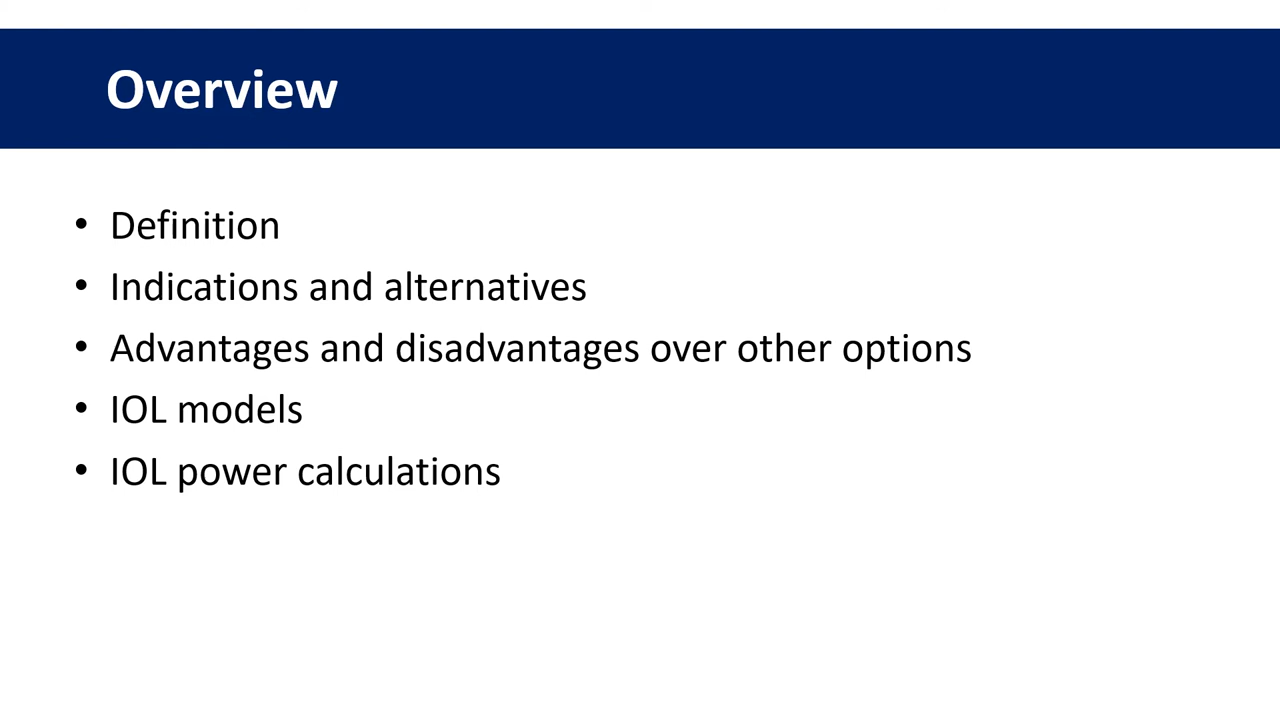 Overview
• Definition
• Indications and alternatives
• Advantages and disadvantages over other options
• IOL models
• IOL power calculations